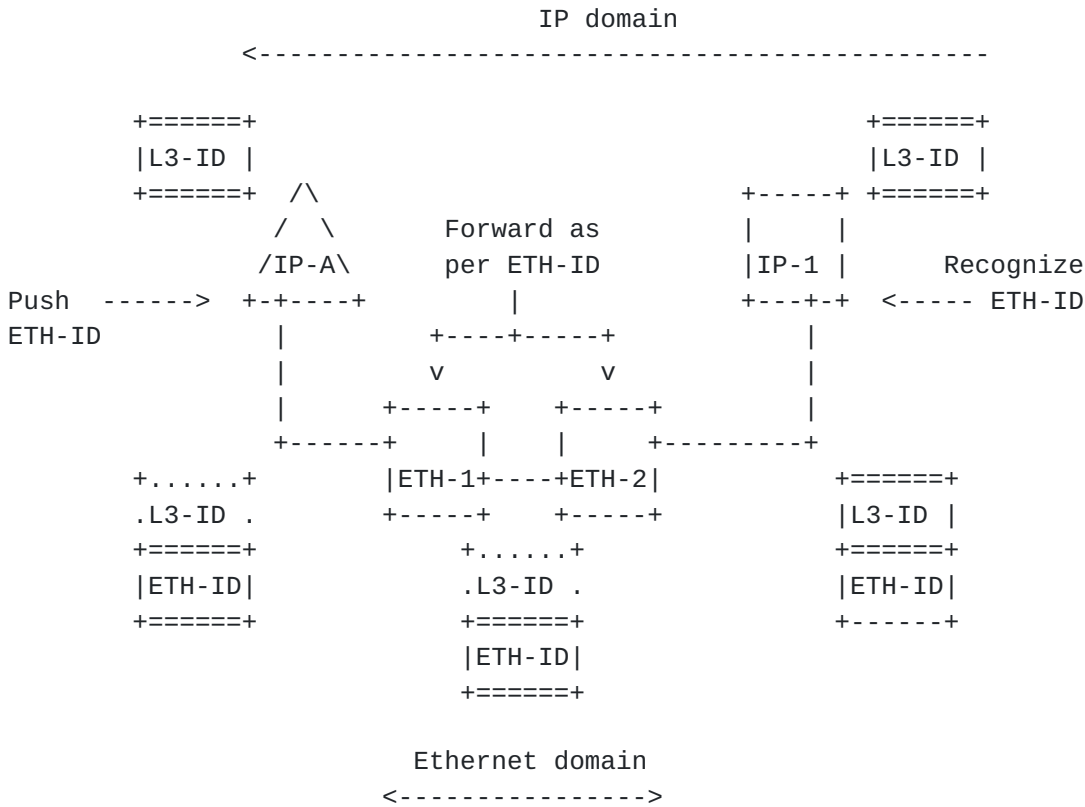 IP domain
               <-----------------------------------------------

        +======+                                       +======+
        |L3-ID |                                       |L3-ID |
        +======+  /\                           +-----+ +======+
                 /  \       Forward as         |     |
                /IP-A\      per ETH-ID         |IP-1 |      Recognize
Push  ------>  +-+----+         |              +---+-+  <----- ETH-ID
ETH-ID           |         +----+-----+            |
                 |         v          v            |
                 |      +-----+    +-----+         |
                 +------+     |    |     +---------+
        +......+        |ETH-1+----+ETH-2|           +======+
        .L3-ID .        +-----+    +-----+           |L3-ID |
        +======+             +......+                +======+
        |ETH-ID|             .L3-ID .                |ETH-ID|
        +======+             +======+                +------+
                             |ETH-ID|
                             +======+

                          Ethernet domain
                        <---------------->